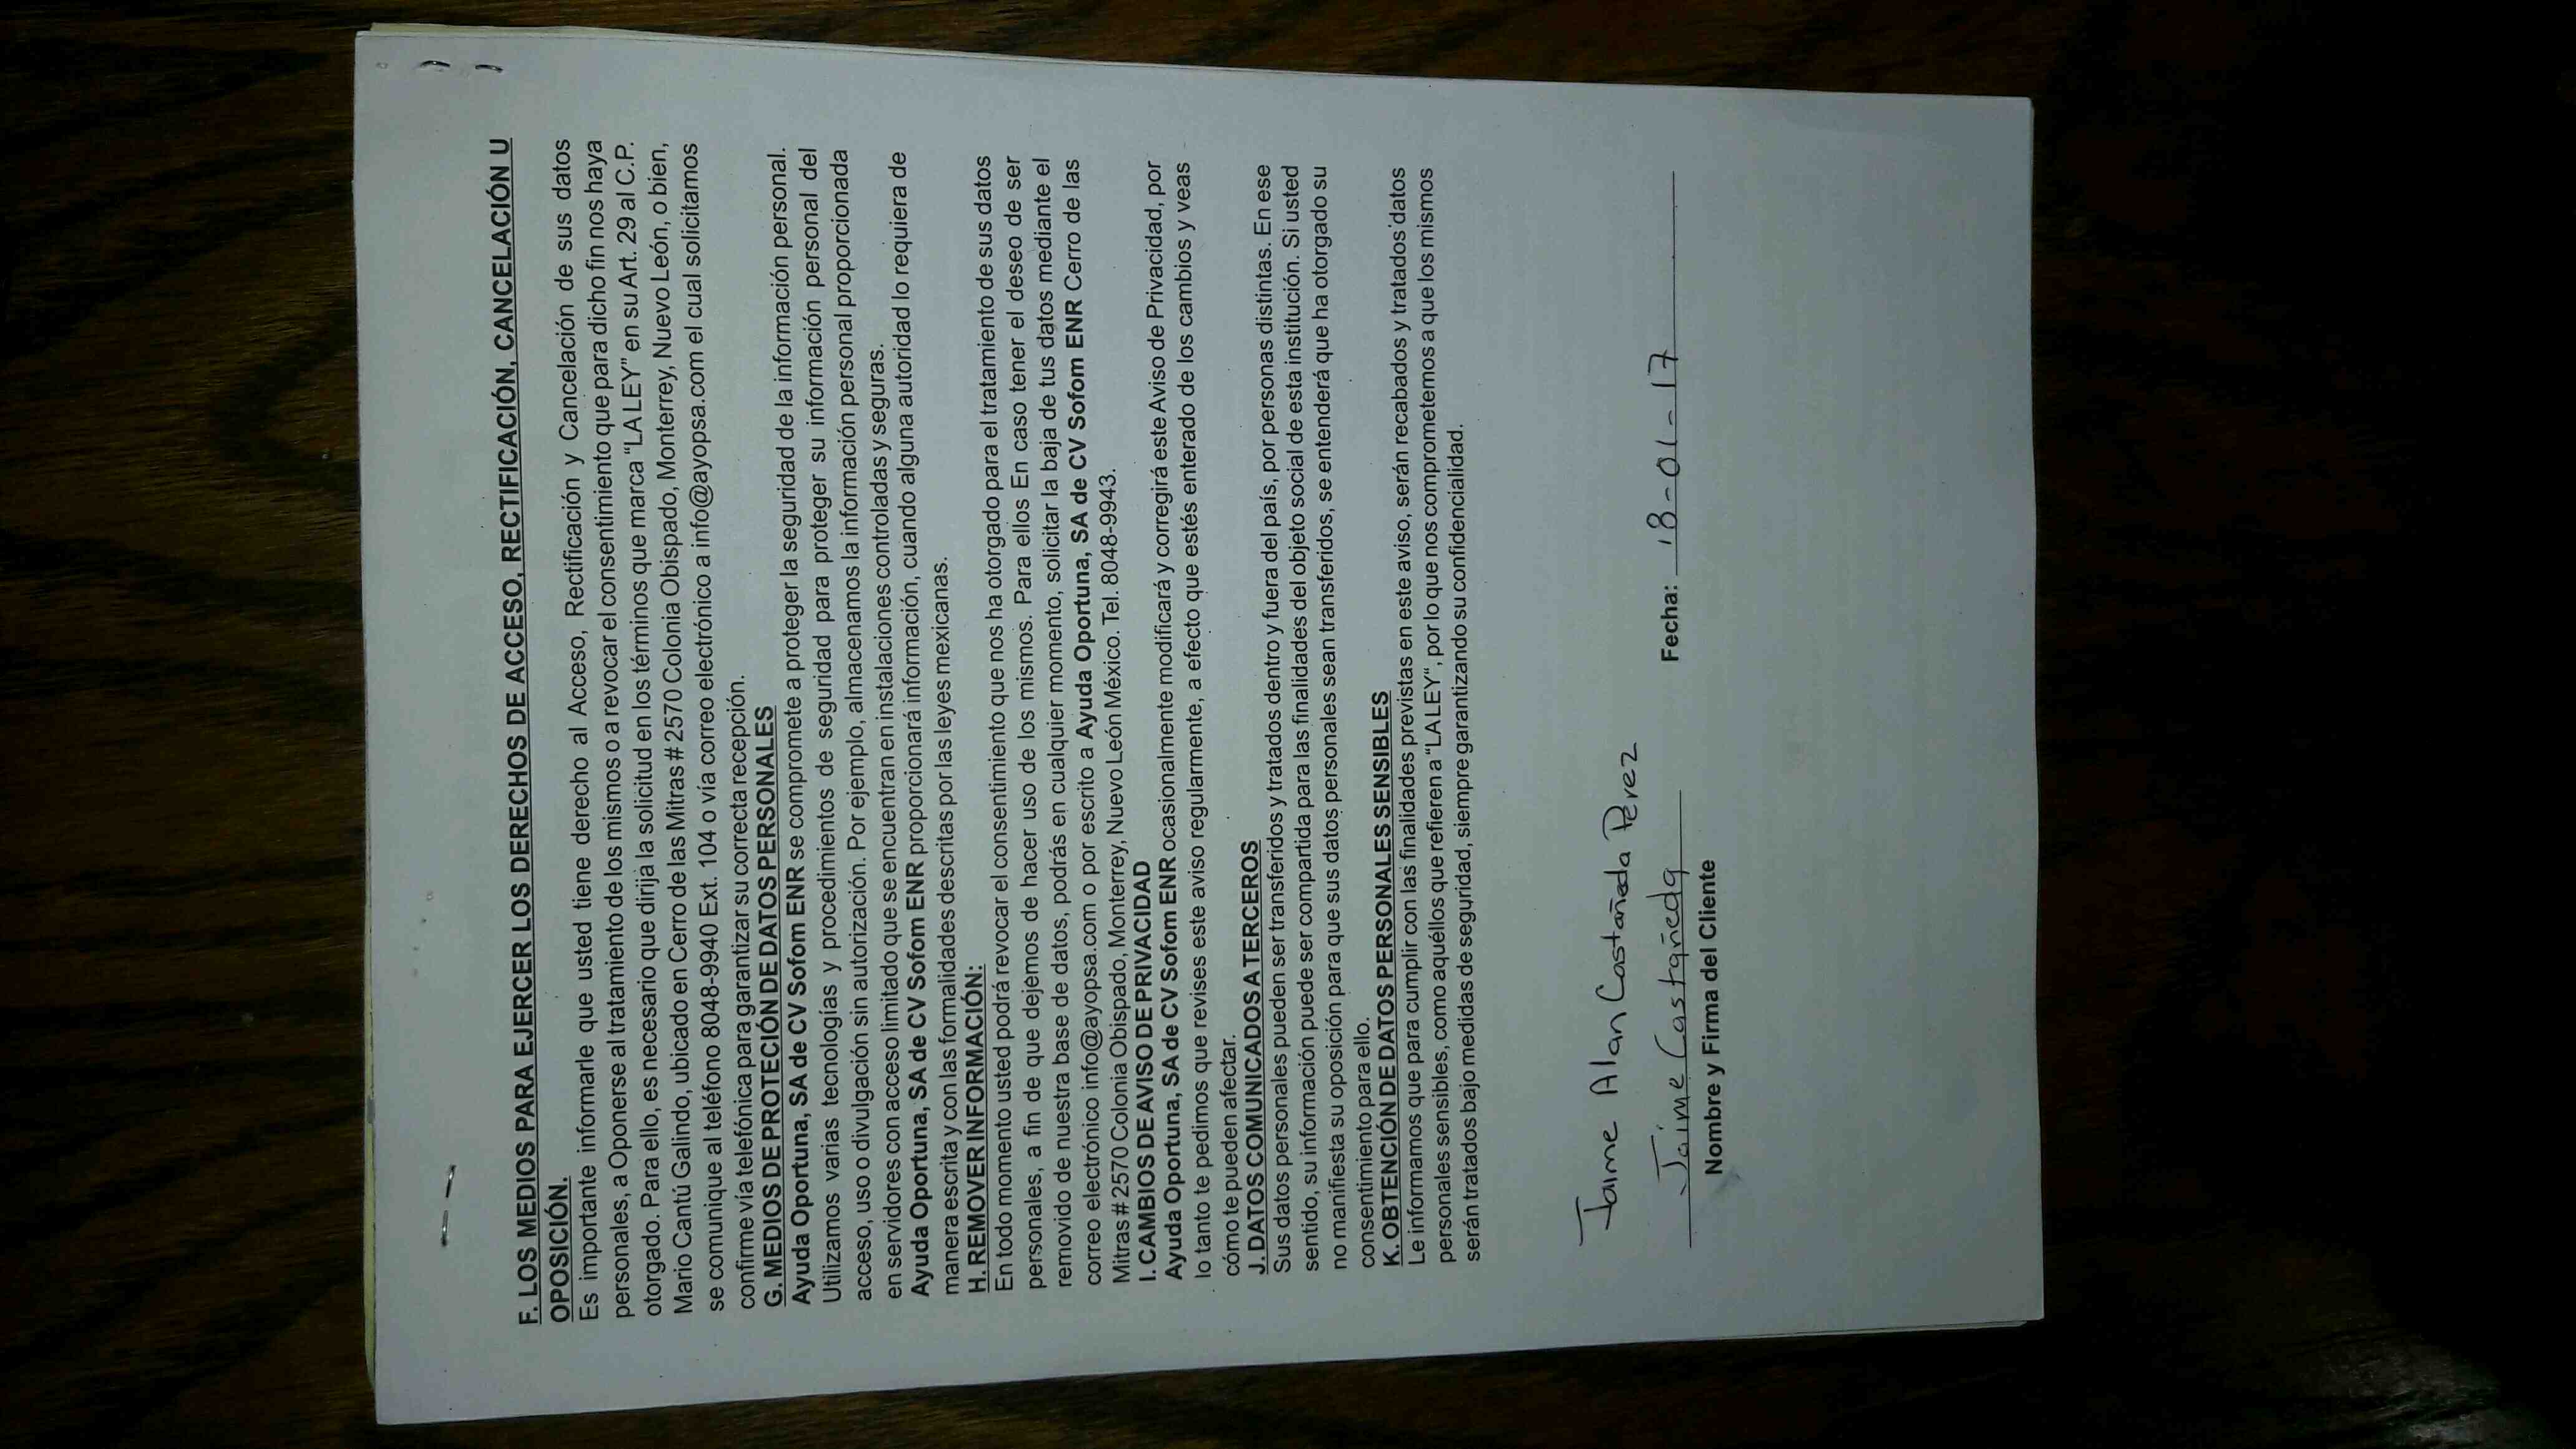 F. LOS MEDIOS PARA EJERCER LOS DERECHOS DE ACCESO, RECTIFICACIÓN, CANCELACIÓN U
OPOSICIÓN.
Es importante informarle que usted tiene derecho al Acceso, Rectificación y Cancelación de sus datos
personales, a Oponerse al tratamiento de los mismos o a revocar el consentimiento que para dicho fin nos haya
otorgado. Para ello, es necesario que dirija la solicitud en los términos que marca "LA LEY" en su Art. 29 al C.P.
Mario Cantú Galindo, ubicado en Cerro de las Mitras # 2570 Colonia Obispado, Monterrey, Nuevo León, o bien,
se comunique al teléfono 8048-9940 Ext. 104 o vía correo electrónico a info@ayopsa.com el cual solicitamos
confirme vía telefónica para garantizar su correcta recepción.
G. MEDIOS DE PROTECIÓN DE DATOS PERSONALES
Ayuda Oportuna, SA de CV Sofom ENR se compromete a proteger la seguridad de la información personal.
Utilizamos varias tecnologías y procedimientos de seguridad para proteger su información personal del
acceso, uso o divulgación sin autorización. Por ejemplo, almacenamos la información personal proporcionada
en servidores con acceso limitado que se encuentran en instalaciones controladas y seguras.
Ayuda Oportuna, SA de CV Sofom ENR proporcionará información, cuando alguna autoridad lo requiera de
manera escrita y con las formalidades descritas por las leyes mexicanas.
H. REMOVER INFORMACIÓN:
En todo momento usted podrá revocar el consentimiento que nos ha otorgado para el tratamiento de sus datos
personales, a fin de que dejemos de hacer uso de los mismos. Para ellos En caso tener el deseo de ser
removido de nuestra base de datos, podrás en cualquier momento, solicitar la baja de tus datos mediante el
correo electrónico info@ayopsa.com o por escrito a Ayuda Oportuna, SA de CV Sofom ENR Cerro de las
Mitras # 2570 Colonia Obispado, Monterrey, Nuevo León México. Tel. 8048-9943.
I. CAMBIOS DE AVISO DE PRIVACIDAD
Ayuda Oportuna, SA de CV Sofom ENR ocasionalmente modificará y corregirá este Aviso de Privacidad, por
lo tanto te pedimos que revises este aviso regularmente, a efecto que estés enterado de los cambios y veas
cómo te pueden afectar.
J. DATOS COMUNICADOS A TERCEROS
Sus datos personales pueden ser transferidos y tratados dentro y fuera del país, por personas distintas. En ese
sentido, su información puede ser compartida para las finalidades del objeto social de esta institución. Si usted
no manifiesta su oposición para que sus datos personales sean transferidos, se entenderá que ha otorgado su
consentimiento para ello.
K. OBTENCIÓN DE DATOS PERSONALES SENSIBLES
Le informamos que para cumplir con las finalidades previstas en este aviso, serán recabados y tratados datos
personales sensibles, como aquéllos que refieren a "LA LEY", por lo que nos comprometemos a que los mismos
serán tratados bajo medidas de seguridad, siempre garantizando su confidencialidad.
Jaime Alan Castañeda Pérez
Jaime Castañeda
Fecha: 18-01-17
Nombre y Firma del Cliente